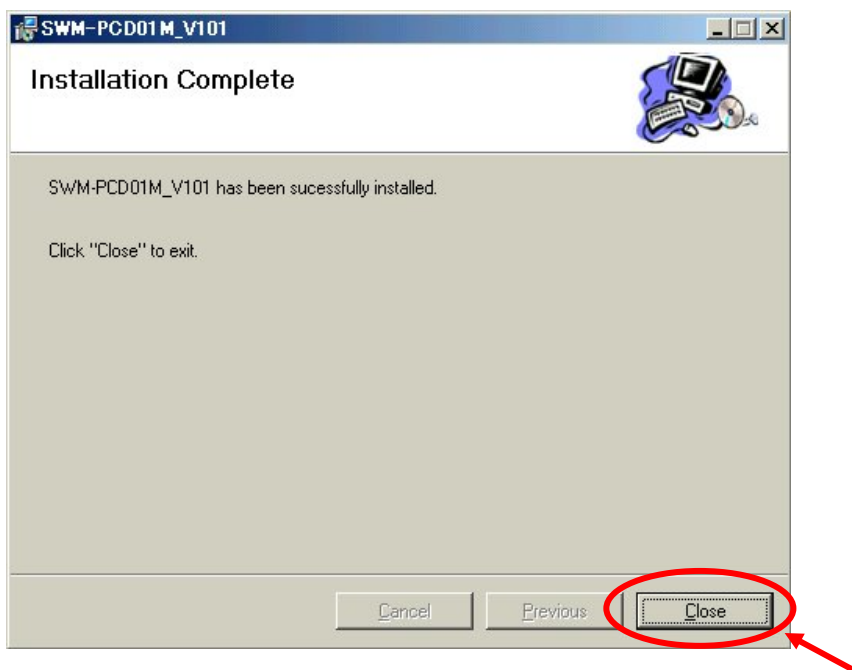 SWM-PCD01M_V101
Installation Complete
SWM-PCD01M_V101 has been sucessfully installed.
Click "Close" to exit.
Cancel Previous Close